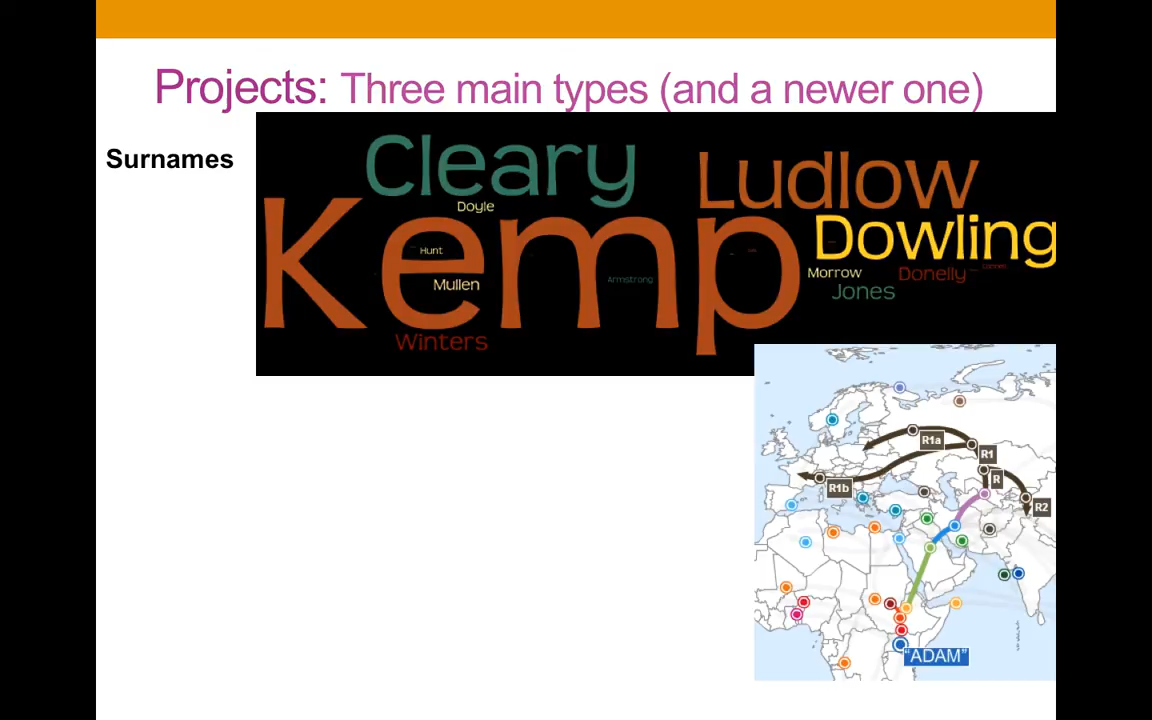 Projects: Three main types (and a newer one)
Surnames
Cleary
Ludlow
Doyle
Kemp
Dowling
Hunt
Mullen
Armstrong
Morrow
Donelly
Jones
Winters
R1a
R1
R
R1b
R2
"ADAM"